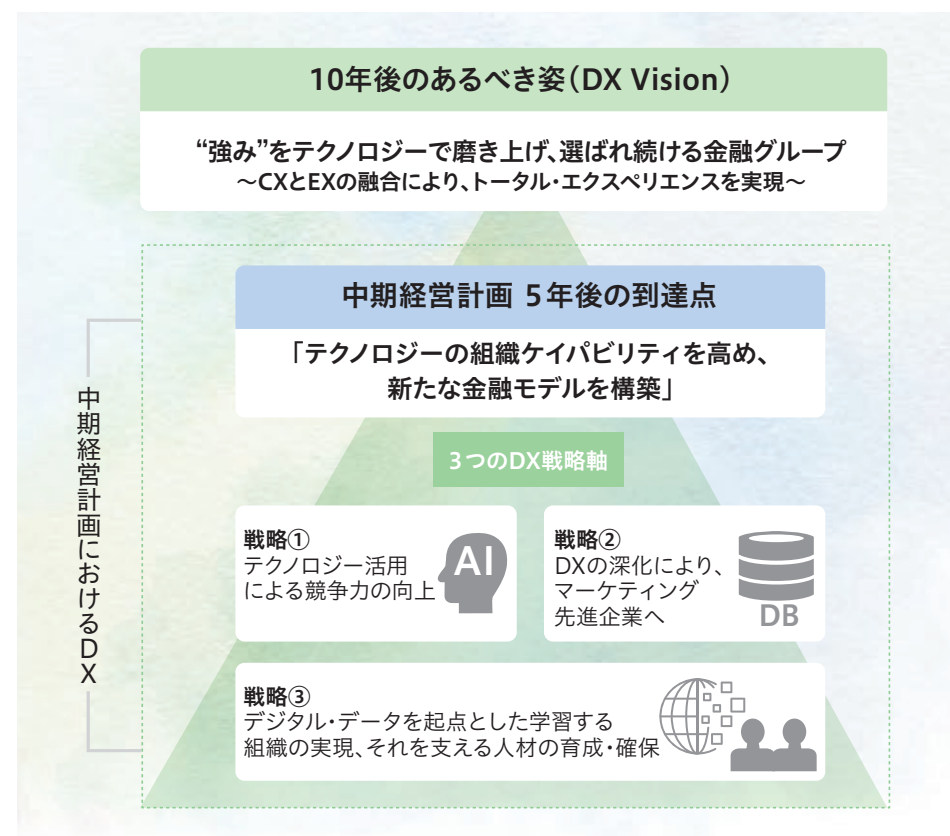 10年後のあるべき姿（DX Vision）
“強み”をテクノロジーで磨き上げ、選ばれ続ける金融グループ
～CXとEXの融合により、トータル・エクスペリエンスを実現～
中期経営計画 5年後の到達点
「テクノロジーの組織ケイパビリティを高め、
新たな金融モデルを構築」
中期経営計画におけるDX
3つのDX戦略軸
戦略①
テクノロジー活用
による競争力の向上
AI
戦略②
DXの深化により、
マーケティング
先進企業へ
DB
戦略③
デジタル・データを起点とした学習する
組織の実現、それを支える人材の育成・確保